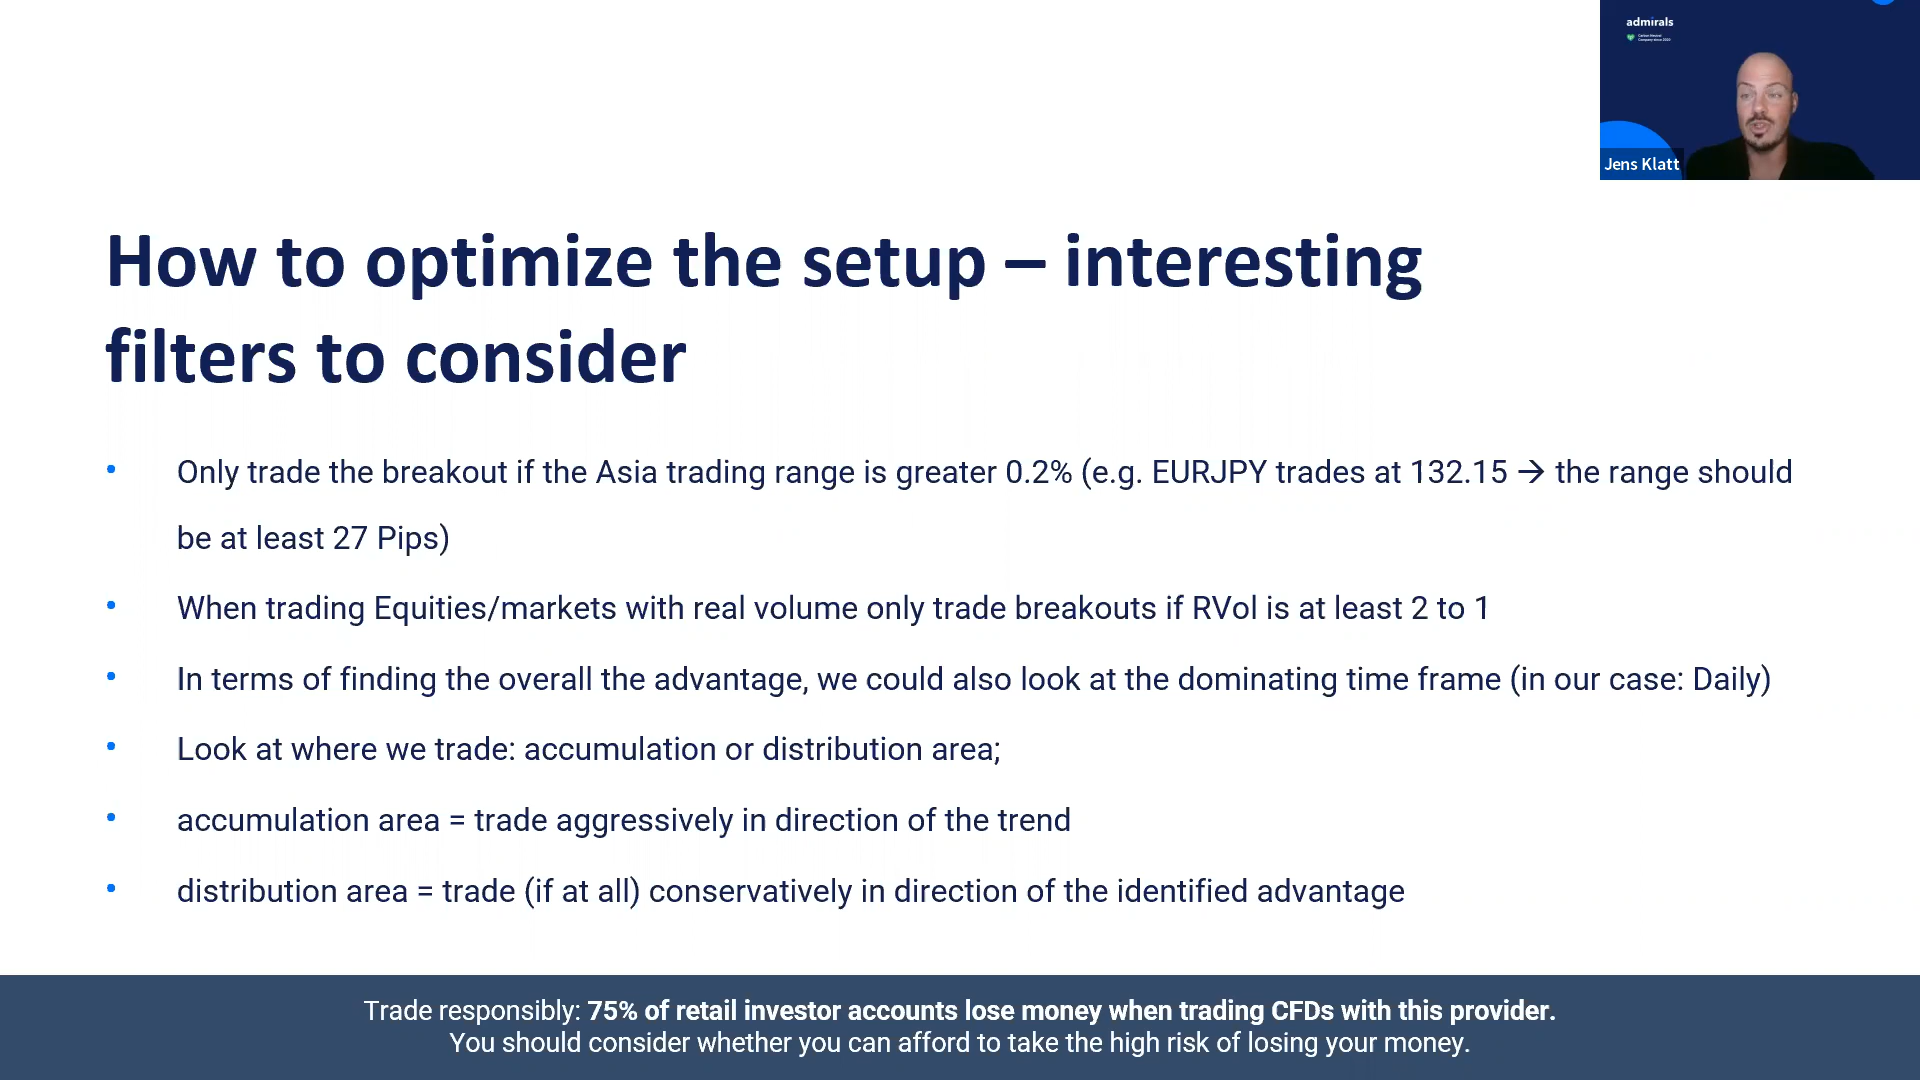 admirals
Carbon Neutral
Company since 2020
Jens Klatt
How to optimize the setup – interesting
filters to consider
• Only trade the breakout if the Asia trading range is greater 0.2% (e.g. EURJPY trades at 132.15 → the range should
be at least 27 Pips)
• When trading Equities/markets with real volume only trade breakouts if RVol is at least 2 to 1
• In terms of finding the overall the advantage, we could also look at the dominating time frame (in our case: Daily)
• Look at where we trade: accumulation or distribution area;
• accumulation area = trade aggressively in direction of the trend
• distribution area = trade (if at all) conservatively in direction of the identified advantage
Trade responsibly: 75% of retail investor accounts lose money when trading CFDs with this provider.
You should consider whether you can afford to take the high risk of losing your money.